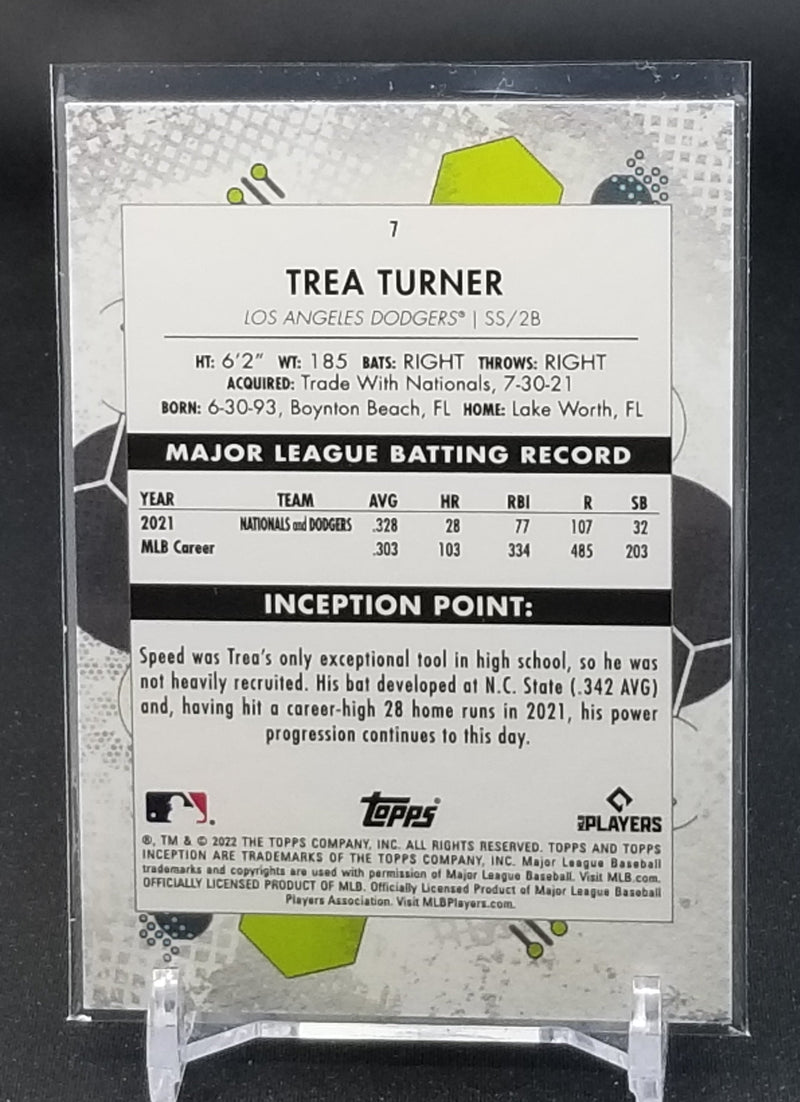 7
TREA TURNER
LOS ANGELES DODGERS® | SS/2B
HT: 6'2" WT: 185 BATS: RIGHT THROWS: RIGHT
ACQUIRED: Trade With Nationals, 7-30-21
BORN: 6-30-93, Boynton Beach, FL HOME: Lake Worth, FL
MAJOR LEAGUE BATTING RECORD
YEAR TEAM AVG HR RBI R SB
2021 NATIONALS and DODGERS .328 28 77 107 32
MLB Career .303 103 334 485 203
INCEPTION POINT:
Speed was Trea's only exceptional tool in high school, so he was
not heavily recruited. His bat developed at N.C. State (.342 AVG)
and, having hit a career-high 28 home runs in 2021, his power
progression continues to this day.
topps® MLB PLAYERS
®, TM & © 2022 THE TOPPS COMPANY, INC. ALL RIGHTS RESERVED. TOPPS AND TOPPS
INCEPTION ARE TRADEMARKS OF THE TOPPS COMPANY, INC. Major League Baseball
trademarks and copyrights are used with permission of Major League Baseball. Visit MLB.com.
OFFICIALLY LICENSED PRODUCT OF MLB. Officially Licensed Product of Major League Baseball
Players Association. Visit MLBPlayers.com.